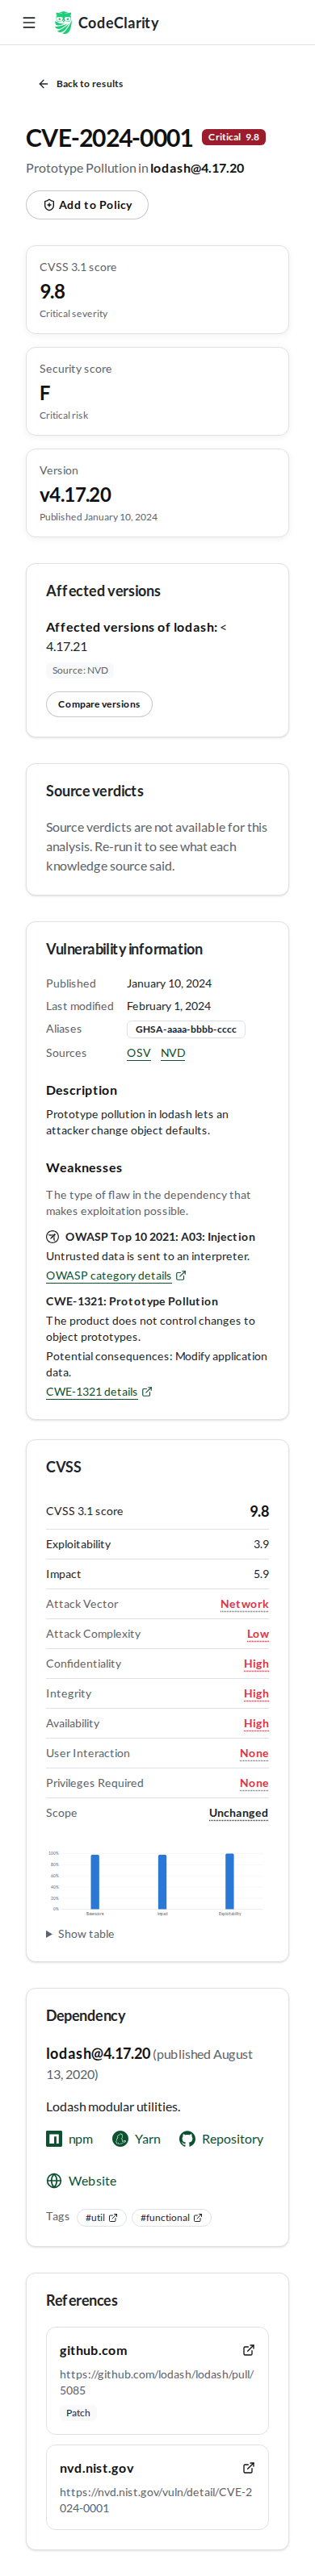 CodeClarity
Back to results
CVE-2024-0001 Critical 9.8
Prototype Pollution in lodash@4.17.20
Add to Policy
CVSS 3.1 score
9.8
Critical severity
Security score
F
Critical risk
Version
v4.17.20
Published January 10, 2024
Affected versions
Affected versions of lodash: <
4.17.21
Source: NVD
Compare versions
Source verdicts
Source verdicts are not available for this
analysis. Re-run it to see what each
knowledge source said.
Vulnerability information
Published January 10, 2024
Last modified February 1, 2024
Aliases GHSA-aaaa-bbbb-cccc
Sources OSV NVD
Description
Prototype pollution in lodash lets an
attacker change object defaults.
Weaknesses
The type of flaw in the dependency that
makes exploitation possible.
OWASP Top 10 2021: A03: Injection
Untrusted data is sent to an interpreter.
OWASP category details
CWE-1321: Prototype Pollution
The product does not control changes to
object prototypes.
Potential consequences: Modify application
data.
CWE-1321 details
CVSS
CVSS 3.1 score 9.8
Exploitability 3.9
Impact 5.9
Attack Vector Network
Attack Complexity Low
Confidentiality High
Integrity High
Availability High
User Interaction None
Privileges Required None
Scope Unchanged
100%
80%
60%
40%
20%
0%
Basescore Impact Exploitability
Show table
Dependency
lodash@4.17.20 (published August
13, 2020)
Lodash modular utilities.
npm Yarn Repository
Website
Tags #util #functional
References
github.com
https://github.com/lodash/lodash/pull/
5085
Patch
nvd.nist.gov
https://nvd.nist.gov/vuln/detail/CVE-2
024-0001